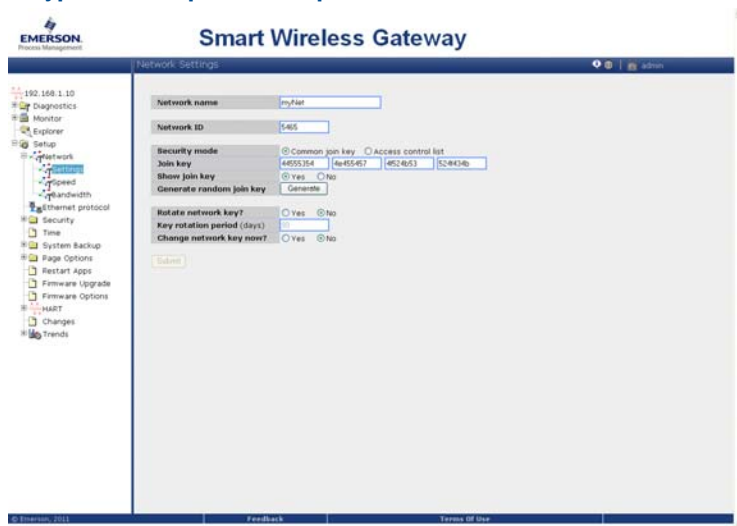 EMERSON.
Process Management
Smart Wireless Gateway
Network Settings
admin
192.168.1.10
Diagnostics
Monitor
Explorer
Setup
Network
Settings
Speed
Bandwidth
Ethernet protocol
Security
Time
System Backup
Page Options
Restart Apps
Firmware Upgrade
Firmware Options
HART
Changes
Trends
Network name myNet
Network ID 5465
Security mode Common join key Access control list
Join key 44555354 4e455457 4f524b53 524f434b
Show join key Yes No
Generate random join key Generate
Rotate network key? Yes No
Key rotation period (days)
Change network key now? Yes No
Submit
© Emerson, 2011 Feedback Terms Of Use